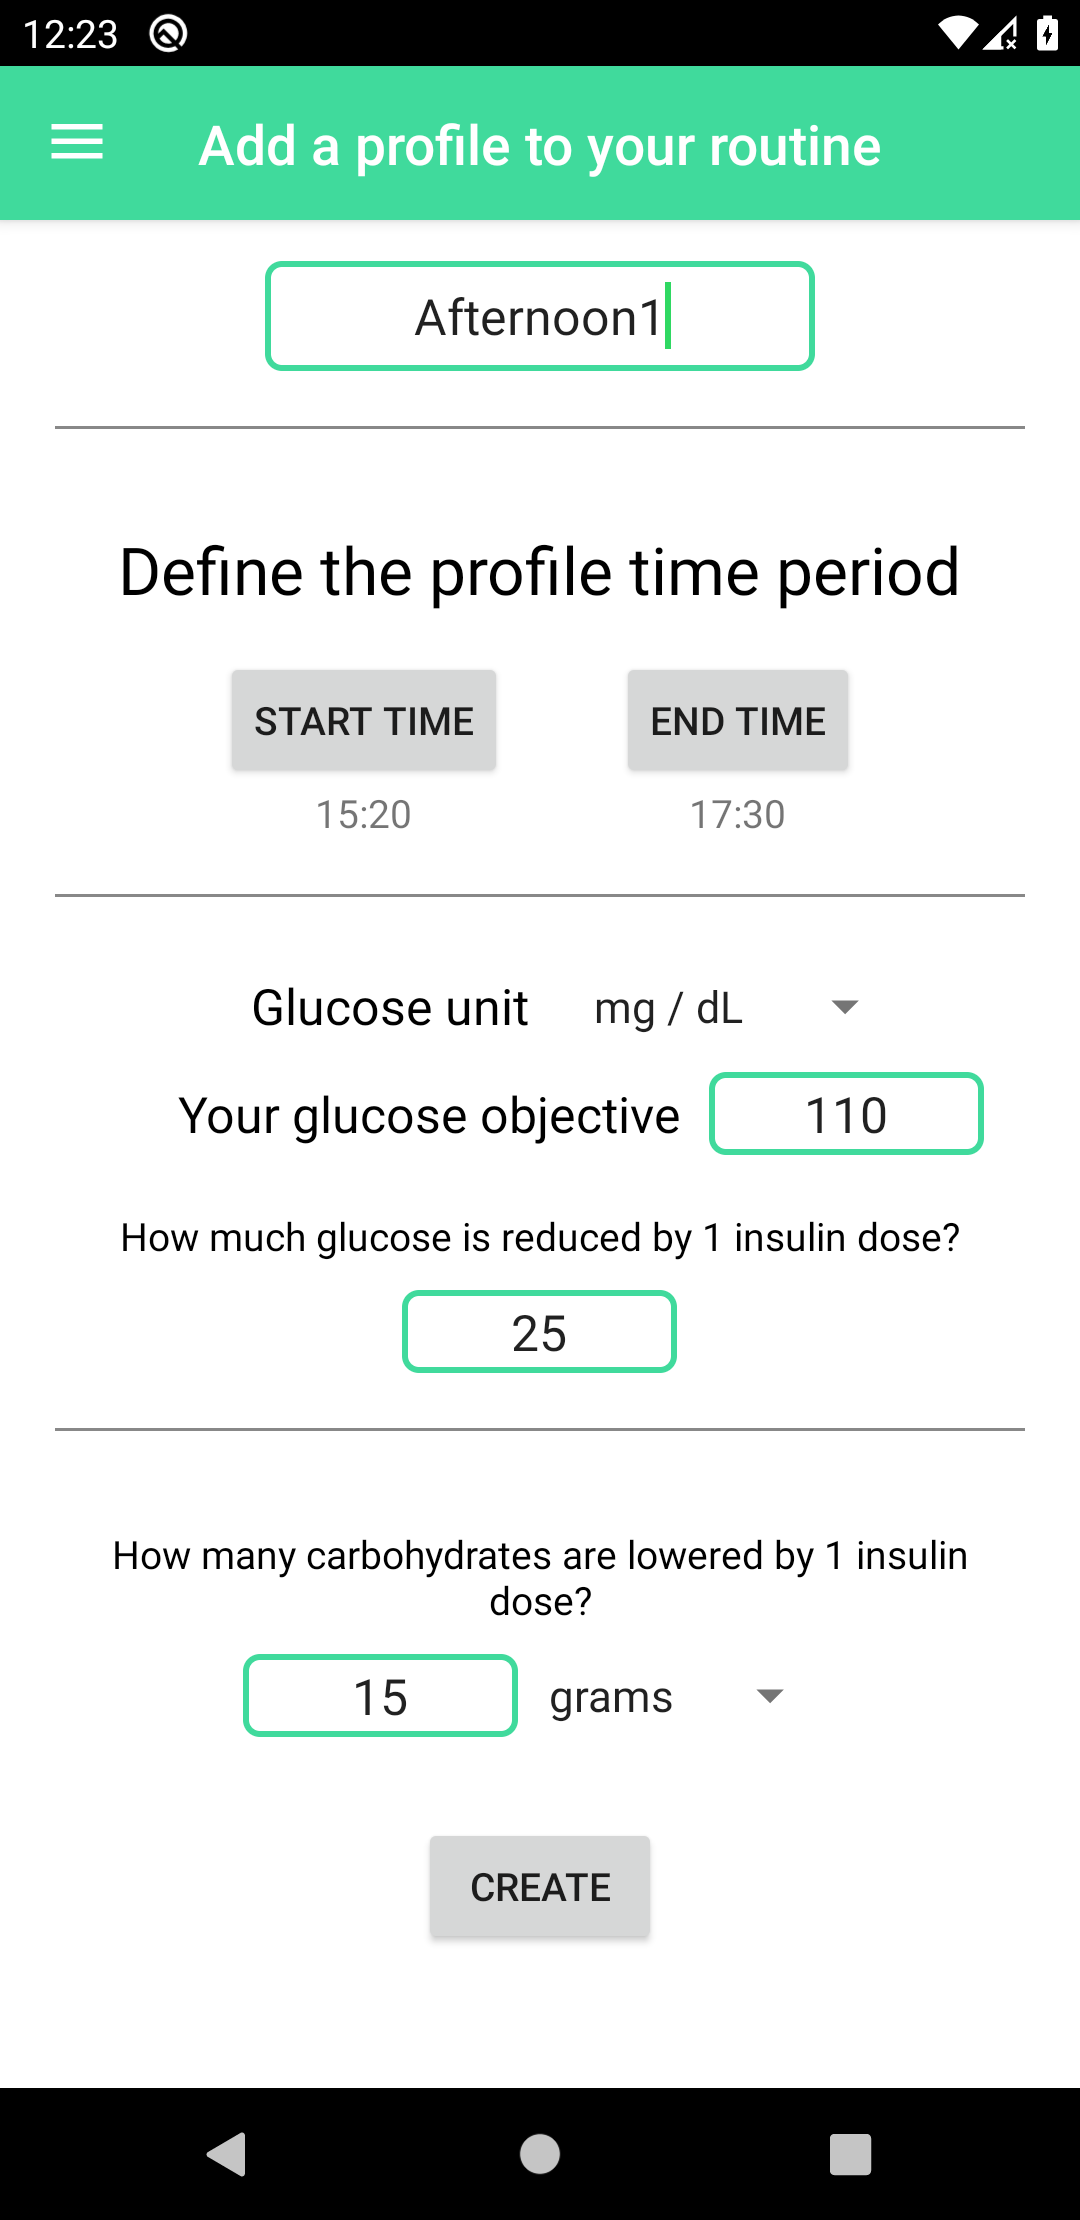 12:23
Add a profile to your routine
Afternoon1
Define the profile time period
START TIME
END TIME
15:20
17:30
Glucose unit
mg / dL
Your glucose objective
110
How much glucose is reduced by 1 insulin dose?
25
How many carbohydrates are lowered by 1 insulin
dose?
15
grams
CREATE